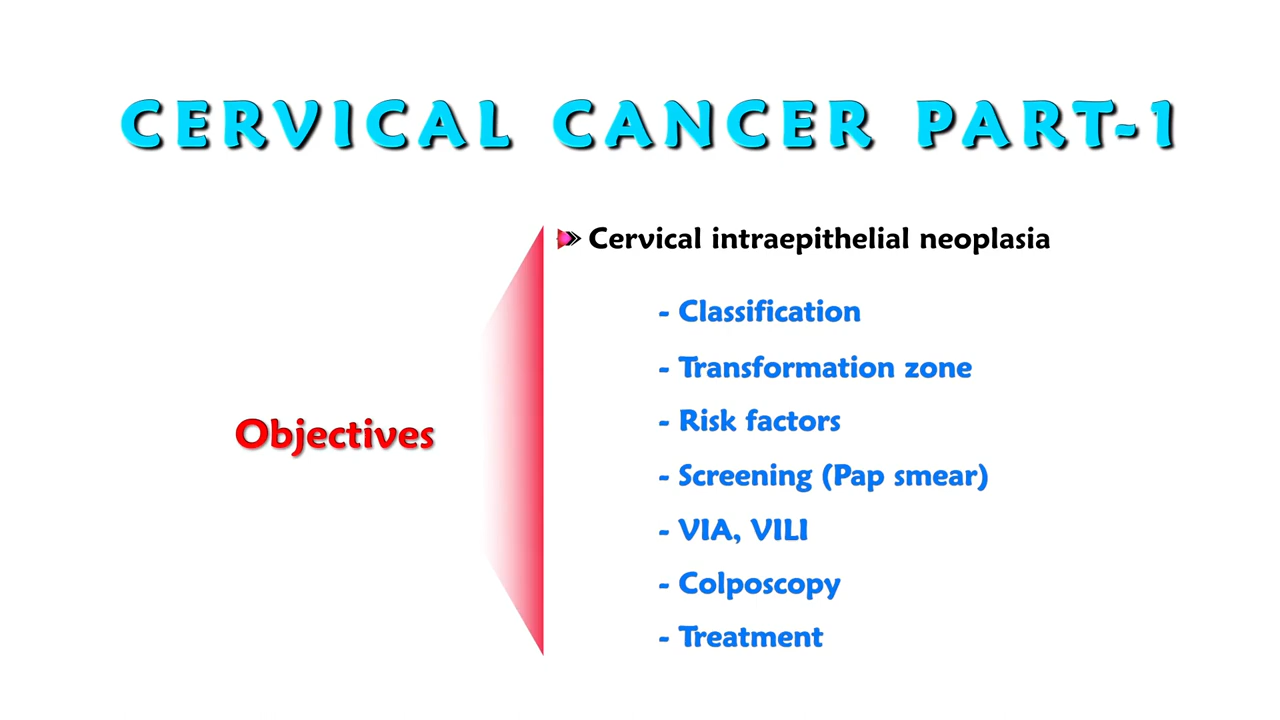 CERVICAL CANCER PART-1
Cervical intraepithelial neoplasia
- Classification
- Transformation zone
- Risk factors
Objectives
- Screening (Pap smear)
- VIA, VILI
- Colposcopy
- Treatment